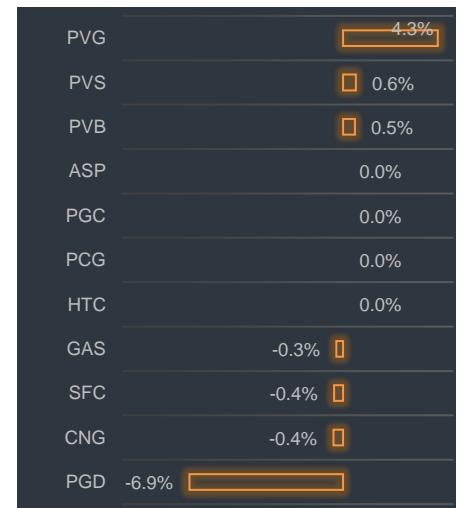 PVG 4.3%
PVS 0.6%
PVB 0.5%
ASP 0.0%
PGC 0.0%
PCG 0.0%
HTC 0.0%
GAS -0.3%
SFC -0.4%
CNG -0.4%
PGD -6.9%